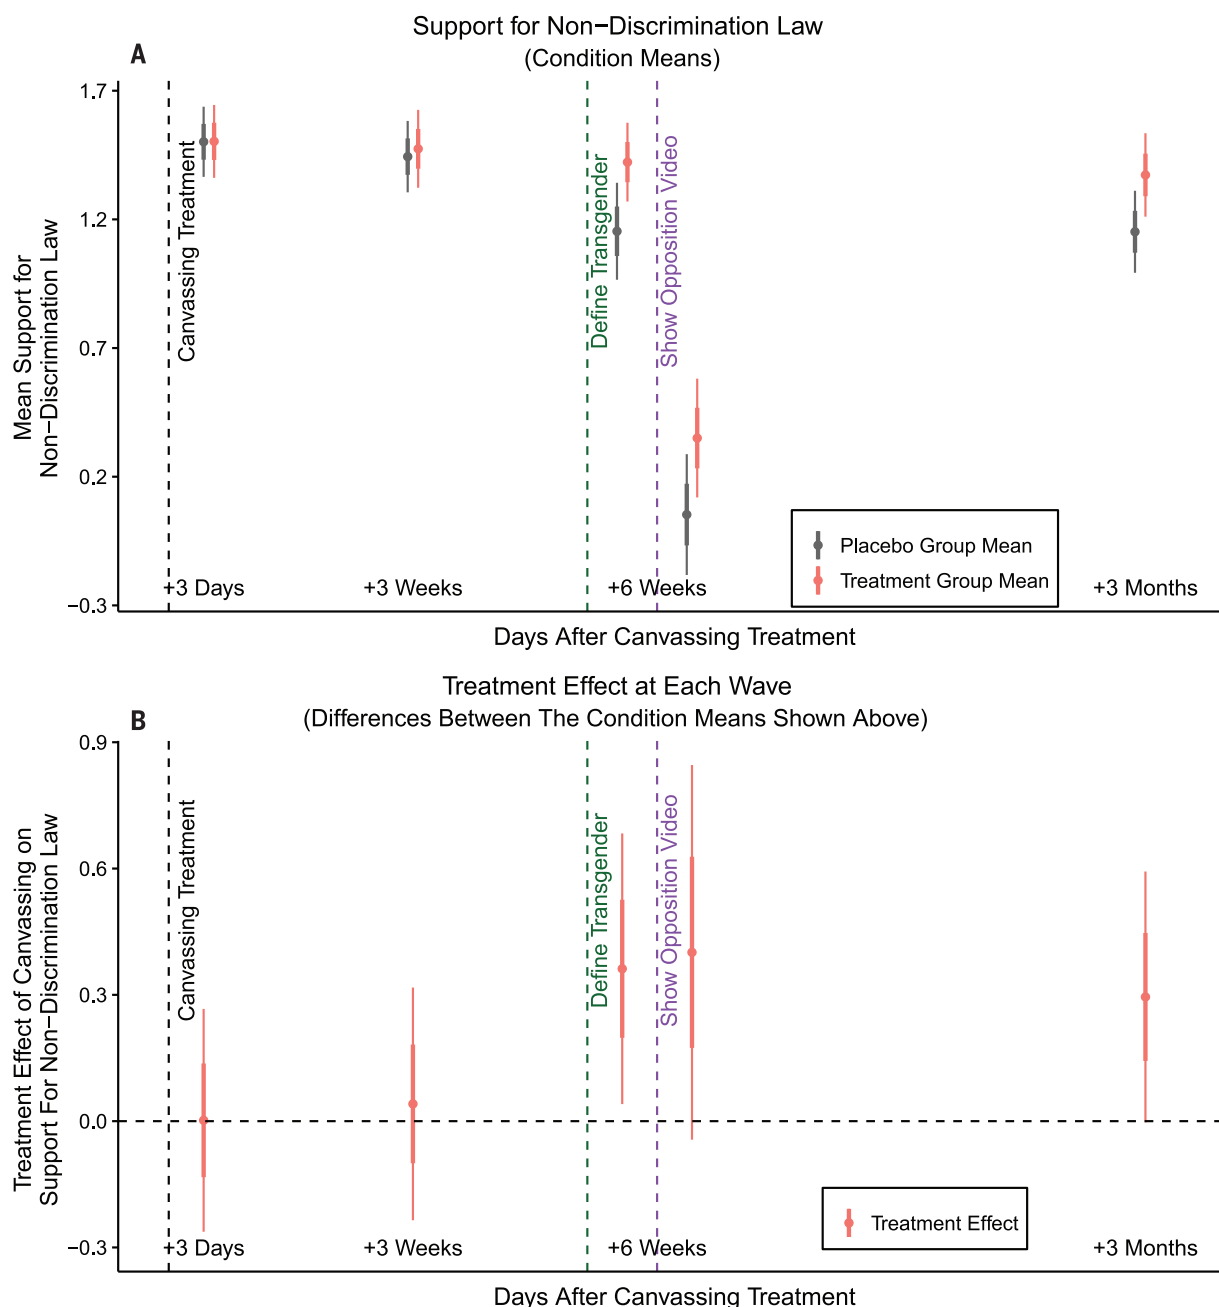 Support for Non−Discrimination Law
A
(Condition Means)
1.7
1.2
0.7
0.2
−0.3
Mean Support for
Non−Discrimination Law
Canvassing Treatment
Define Transgender
Show Opposition Video
Placebo Group Mean
Treatment Group Mean
+3 Days
+3 Weeks
+6 Weeks
+3 Months
Days After Canvassing Treatment
Treatment Effect at Each Wave
B
(Differences Between The Condition Means Shown Above)
0.9
0.6
0.3
0.0
−0.3
Treatment Effect of Canvassing on
Support For Non−Discrimination Law
Canvassing Treatment
Define Transgender
Show Opposition Video
Treatment Effect
+3 Days
+3 Weeks
+6 Weeks
+3 Months
Days After Canvassing Treatment